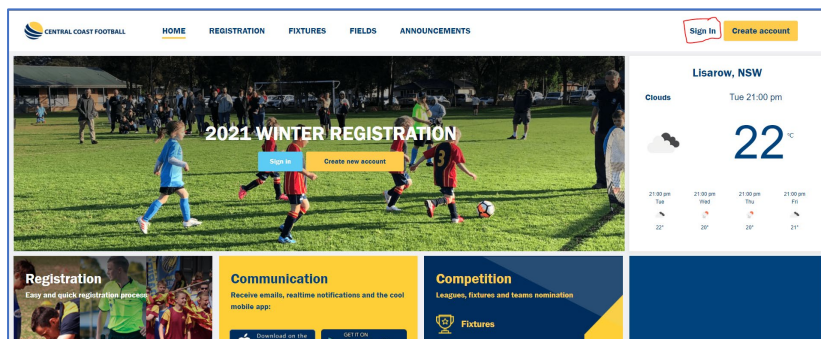 CENTRAL COAST FOOTBALL
HOME
REGISTRATION
FIXTURES
FIELDS
ANNOUNCEMENTS
Sign In
Create account
2021 WINTER REGISTRATION
Sign in
Create new account
3
Lisarow, NSW
Clouds
Tue 21:00 pm
22 °C
21:00 pm 21:00 pm 21:00 pm 21:00 pm
Tue Wed Thu Fri
22° 20° 20° 21°
Registration
Easy and quick registration process
Communication
Receive emails, realtime notifications and the cool
mobile app:
Download on the
GET IT ON
Competition
Leagues, fixtures and teams nomination
Fixtures